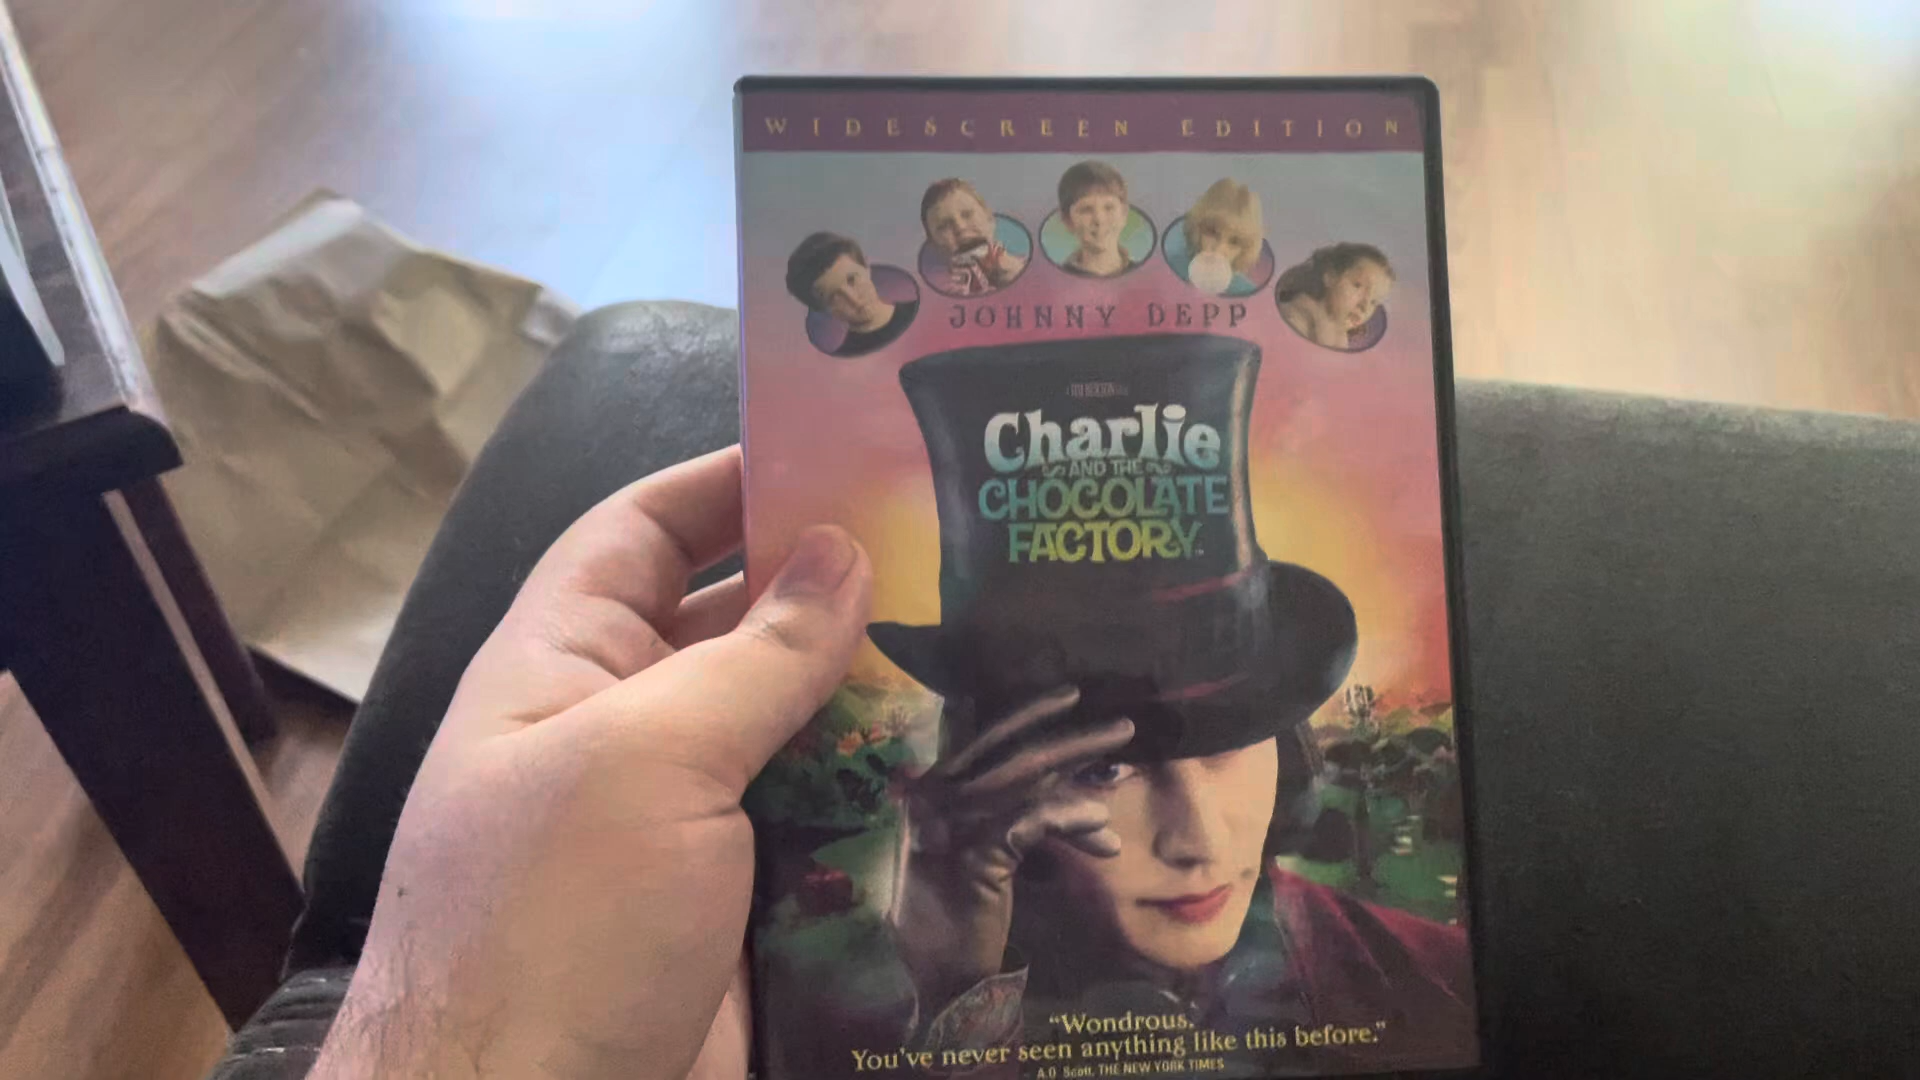 WIDESCREEN EDITION
JOHNNY DEPP
Charlie
AND THE
CHOCOLATE
FACTORY
"Wondrous.
You've never seen anything like this before."
- A.O. Scott, THE NEW YORK TIMES